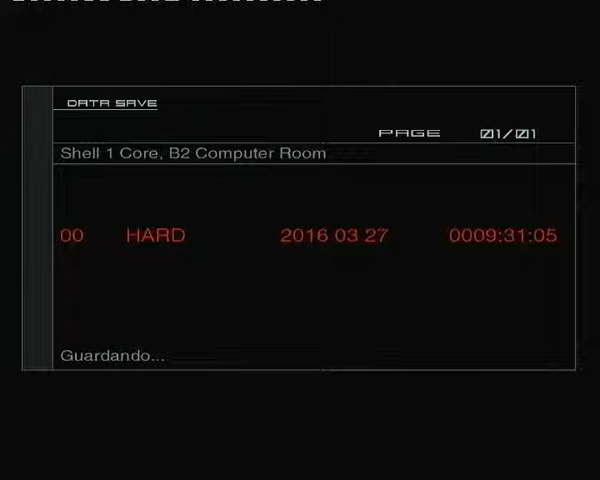 DATA SAVE
PAGE 01/01
Shell 1 Core, B2 Computer Room
00 HARD 2016 03 27 0009:31:05
Guardando...